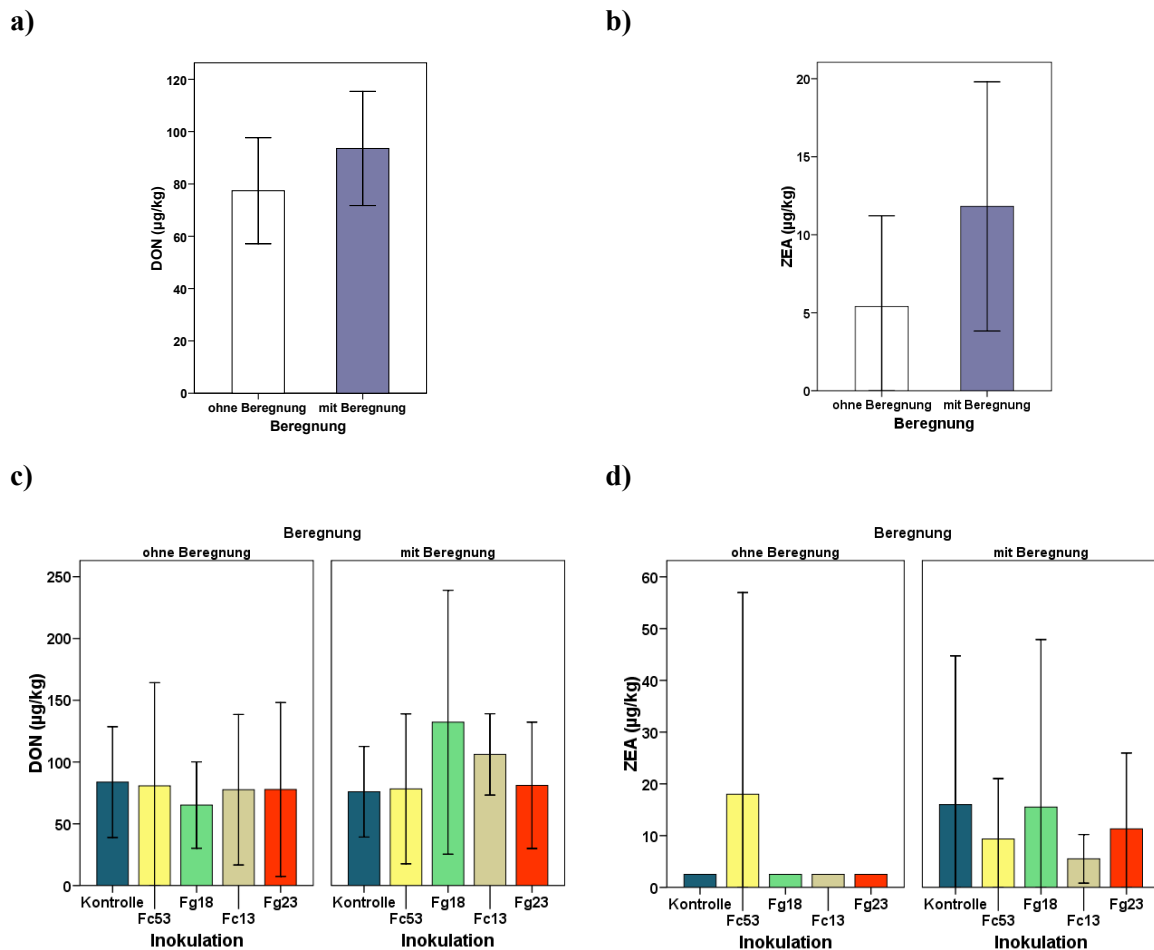 a)
b)
120
100
80
60
40
20
0
DON (µg/kg)
ohne Beregnung mit Beregnung
Beregnung
20
15
10
5
0
ZEA (µg/kg)
ohne Beregnung mit Beregnung
Beregnung
c)
d)
Beregnung
ohne Beregnung mit Beregnung
250
200
150
100
50
0
DON (µg/kg)
Kontrolle Fg18 Fg23 Kontrolle Fg18 Fg23
Fc53 Fc13 Fc53 Fc13
Inokulation Inokulation
Beregnung
ohne Beregnung mit Beregnung
60
50
40
30
20
10
0
ZEA (µg/kg)
Kontrolle Fg18 Fg23 Kontrolle Fg18 Fg23
Fc53 Fc13 Fc53 Fc13
Inokulation Inokulation